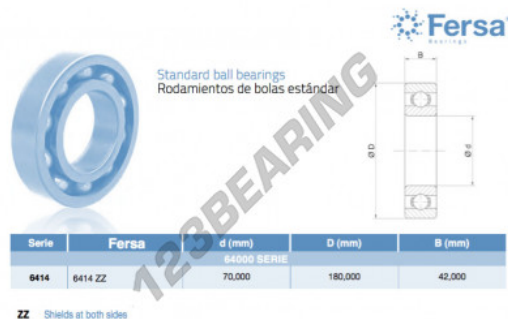 Fersa
Bearings
Standard ball bearings
Rodamientos de bolas estándar
B
Ø D
Ø d
123BEARING
Serie Fersa d (mm) D (mm) B (mm)
64000 SERIE
6414 6414 ZZ 70,000 180,000 42,000
ZZ Shields at both sides